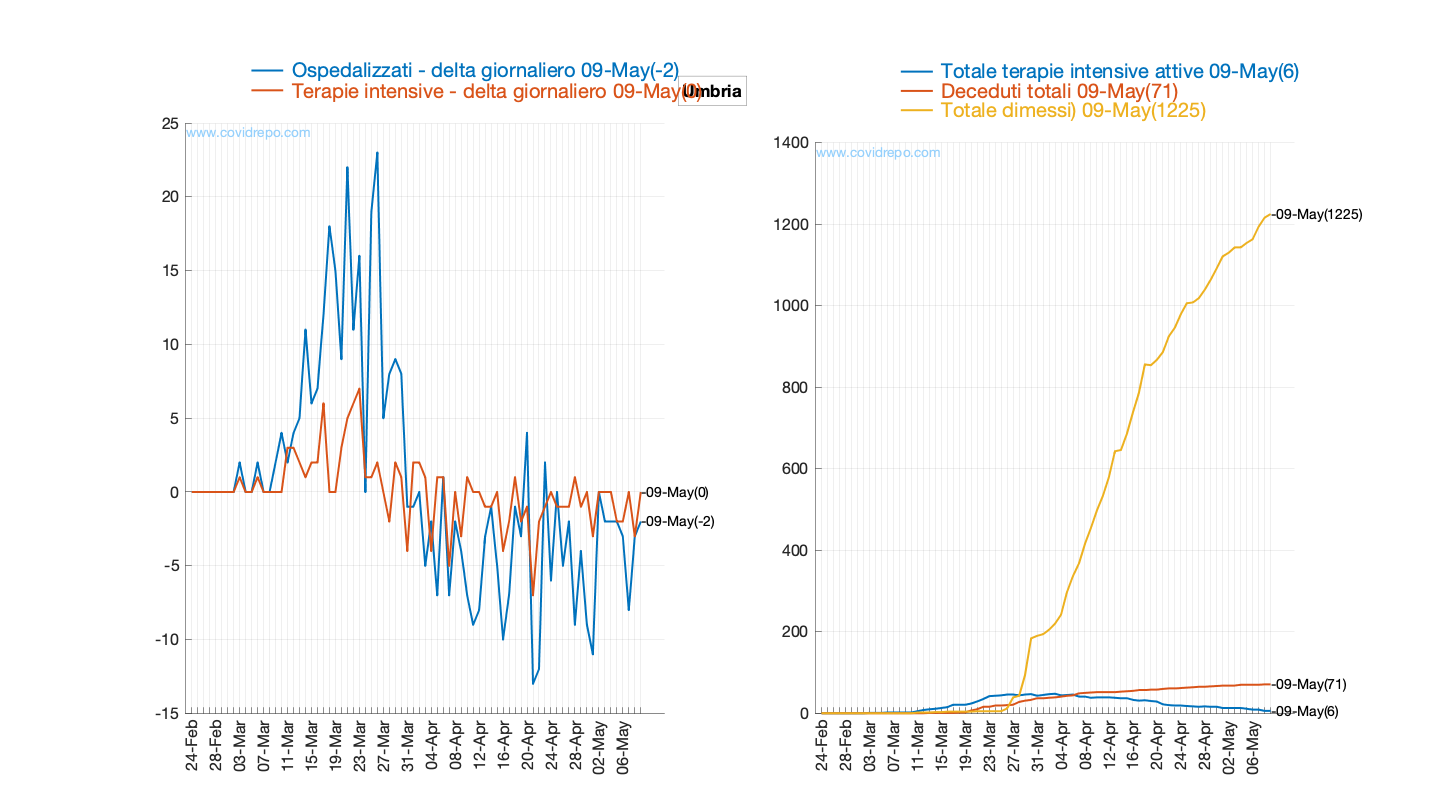 Ospedalizzati - delta giornaliero 09-May(-2)
Terapie intensive - delta giornaliero 09-May(0)
Umbria
www.covidrepo.com
25
20
15
10
5
0
-5
-10
-15
-09-May(0)
-09-May(-2)
24-Feb
28-Feb
03-Mar
07-Mar
11-Mar
15-Mar
19-Mar
23-Mar
27-Mar
31-Mar
04-Apr
08-Apr
12-Apr
16-Apr
20-Apr
24-Apr
28-Apr
02-May
06-May
Totale terapie intensive attive 09-May(6)
Deceduti totali 09-May(71)
Totale dimessi) 09-May(1225)
www.covidrepo.com
1400
1200
1000
800
600
400
200
0
-09-May(1225)
-09-May(71)
-09-May(6)
24-Feb
28-Feb
03-Mar
07-Mar
11-Mar
15-Mar
19-Mar
23-Mar
27-Mar
31-Mar
04-Apr
08-Apr
12-Apr
16-Apr
20-Apr
24-Apr
28-Apr
02-May
06-May